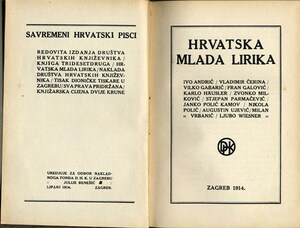 SAVREMENI HRVATSKI PISCI
REDOVITA IZDANJA DRUŠTVA
HRVATSKIH KNJIŽEVNIKA /
KNJIGA TRIDESETDRUGA / HR-
VATSKA MLADA LIRIKA / NAKLADA
DRUŠTVA HRVATSKIH KNJIŽEV-
NIKA / TISAK DIONIČKE TISKARE U
ZAGREBU / SVA PRAVA PRIDRŽANA /
KNJIŽARSKA CIJENA DVIJE KRUNE
UREDJUJE ZA ODBOR NAKLAD-
NOGA FONDA D. H. K. U ZAGREBU
JULIJE BENEŠIĆ
LIPANJ 1914. ZAGREB.
HRVATSKA
MLADA LIRIKA
IVO ANDRIĆ / VLADIMIR ČERINA /
VILKO GABARIĆ / FRAN GALOVIĆ /
KARLO HÄUSLER / ZVONKO MIL-
KOVIĆ / STJEPAN PARMAČEVIĆ /
JANKO POLIĆ KAMOV / NIKOLA
POLIĆ / AUGUSTIN UJEVIĆ / MILAN
VRBANIĆ / LJUBO WIESNER
DHK
ZAGREB 1914.